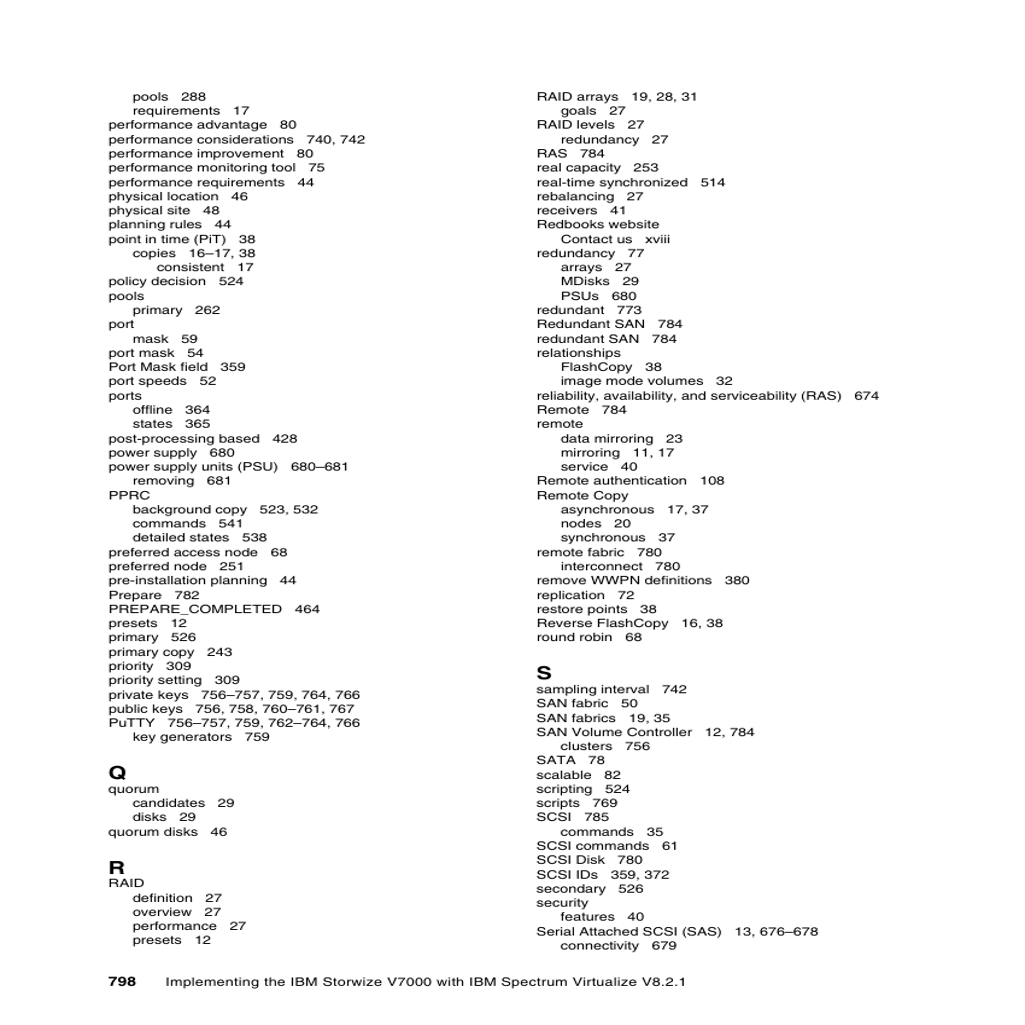 pools 288
requirements 17
performance advantage 80
performance considerations 740, 742
performance improvement 80
performance monitoring tool 75
performance requirements 44
physical location 46
physical site 48
planning rules 44
point in time (PiT) 38
copies 16–17, 38
consistent 17
policy decision 524
pools
primary 262
port
mask 59
port mask 54
Port Mask field 359
port speeds 52
ports
offline 364
states 365
post-processing based 428
power supply 680
power supply units (PSU) 680–681
removing 681
PPRC
background copy 523, 532
commands 541
detailed states 538
preferred access node 68
preferred node 251
pre-installation planning 44
Prepare 782
PREPARE_COMPLETED 464
presets 12
primary 526
primary copy 243
priority 309
priority setting 309
private keys 756–757, 759, 764, 766
public keys 756, 758, 760–761, 767
PuTTY 756–757, 759, 762–764, 766
key generators 759
Q
quorum
candidates 29
disks 29
quorum disks 46
R
RAID
definition 27
overview 27
performance 27
presets 12
RAID arrays 19, 28, 31
goals 27
RAID levels 27
redundancy 27
RAS 784
real capacity 253
real-time synchronized 514
rebalancing 27
receivers 41
Redbooks website
Contact us xviii
redundancy 77
arrays 27
MDisks 29
PSUs 680
redundant 773
Redundant SAN 784
redundant SAN 784
relationships
FlashCopy 38
image mode volumes 32
reliability, availability, and serviceability (RAS) 674
Remote 784
remote
data mirroring 23
mirroring 11, 17
service 40
Remote authentication 108
Remote Copy
asynchronous 17, 37
nodes 20
synchronous 37
remote fabric 780
interconnect 780
remove WWPN definitions 380
replication 72
restore points 38
Reverse FlashCopy 16, 38
round robin 68
S
sampling interval 742
SAN fabric 50
SAN fabrics 19, 35
SAN Volume Controller 12, 784
clusters 756
SATA 78
scalable 82
scripting 524
scripts 769
SCSI 785
commands 35
SCSI commands 61
SCSI Disk 780
SCSI IDs 359, 372
secondary 526
security
features 40
Serial Attached SCSI (SAS) 13, 676–678
connectivity 679
798 Implementing the IBM Storwize V7000 with IBM Spectrum Virtualize V8.2.1